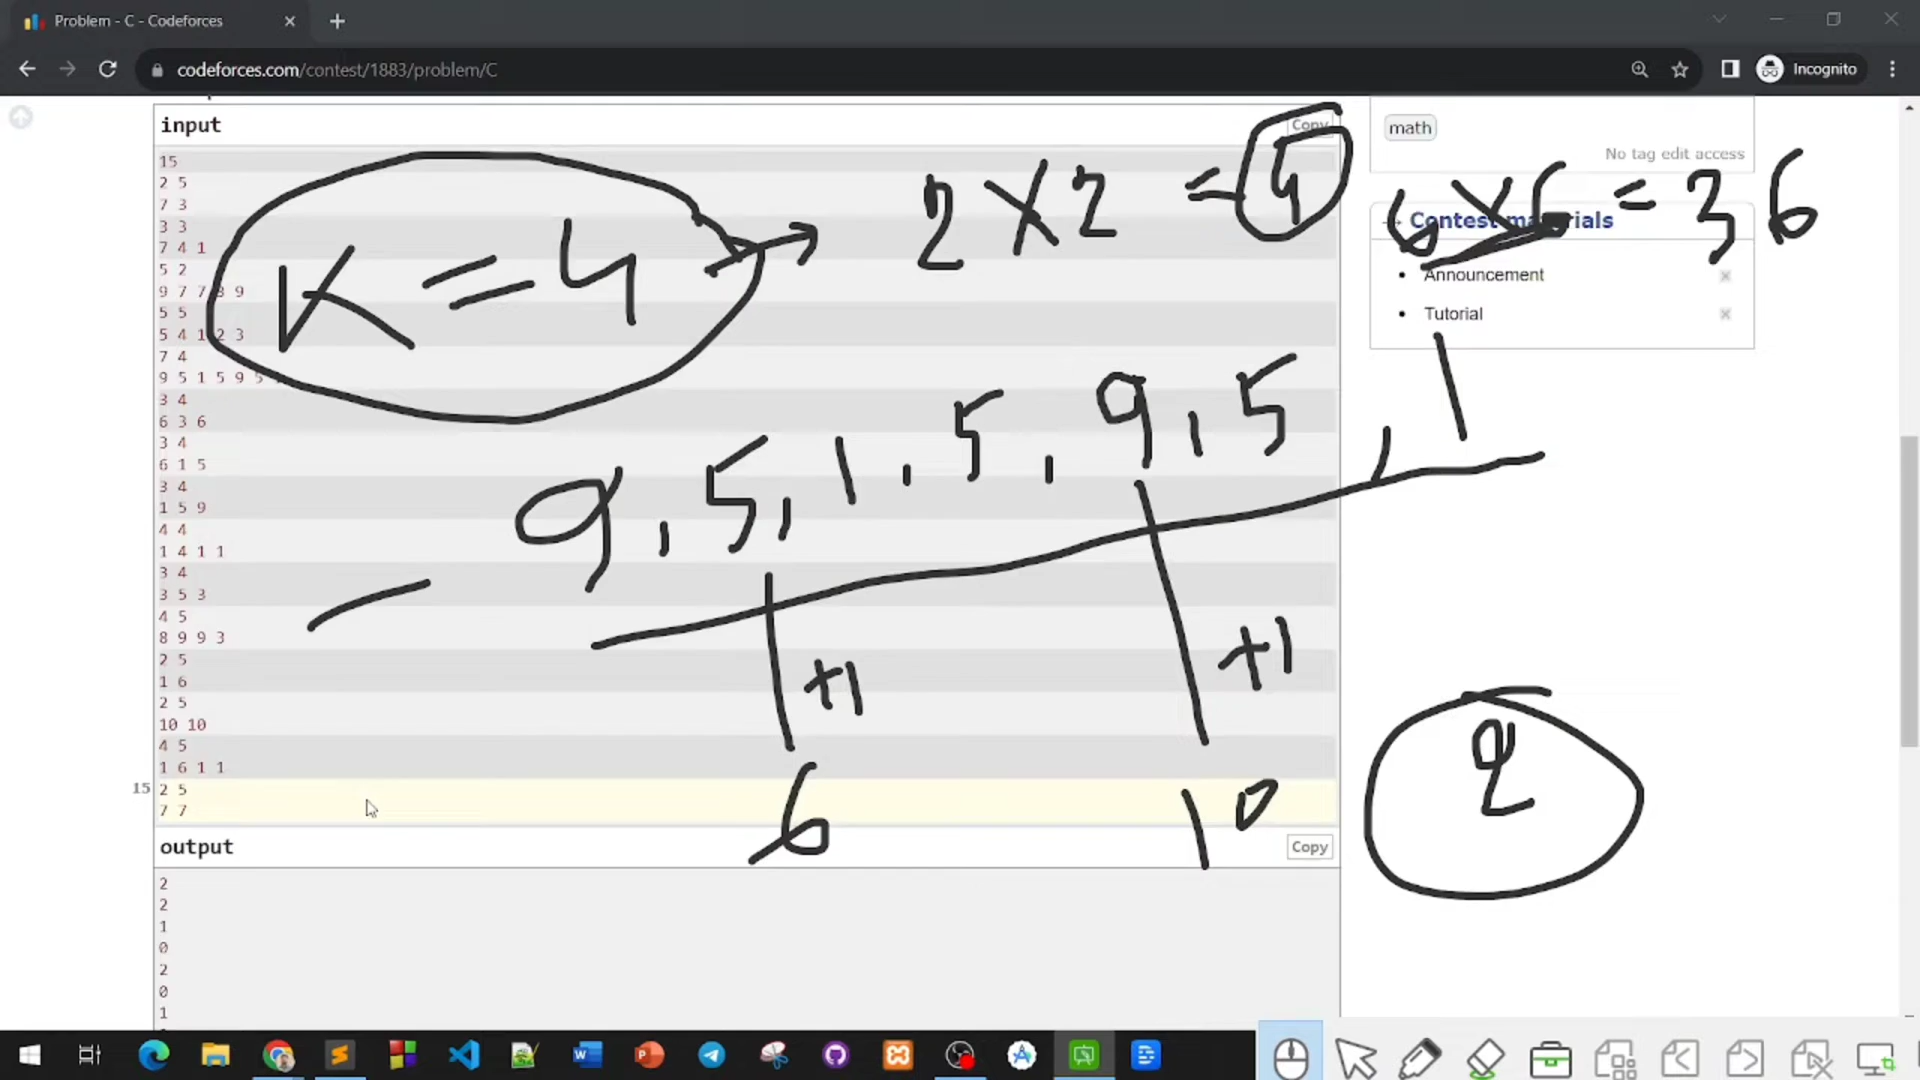 Problem - C - Codeforces
codeforces.com/contest/1883/problem/C
Incognito
input
Copy
15
2 5
7 3
3 3
7 4 1
5 2
9 7 7 3 9
5 5
5 4 1 2 3
7 4
9 5 1 5 9 5
3 4
6 3 6
3 4
6 1 5
3 4
1 5 9
4 4
1 4 1 1
3 4
3 5 3
4 5
8 9 9 3
2 5
1 6
2 5
10 10
4 5
1 6 1 1
15
2 5
7 7
output
Copy
2
2
1
0
2
0
1
math
No tag edit access
Contest materials
Announcement
Tutorial
K = 4
2 X 2 = 4
6 X 6 = 36
9, 5, 1, 5, 9, 5, 1
+1
+1
6
10
2